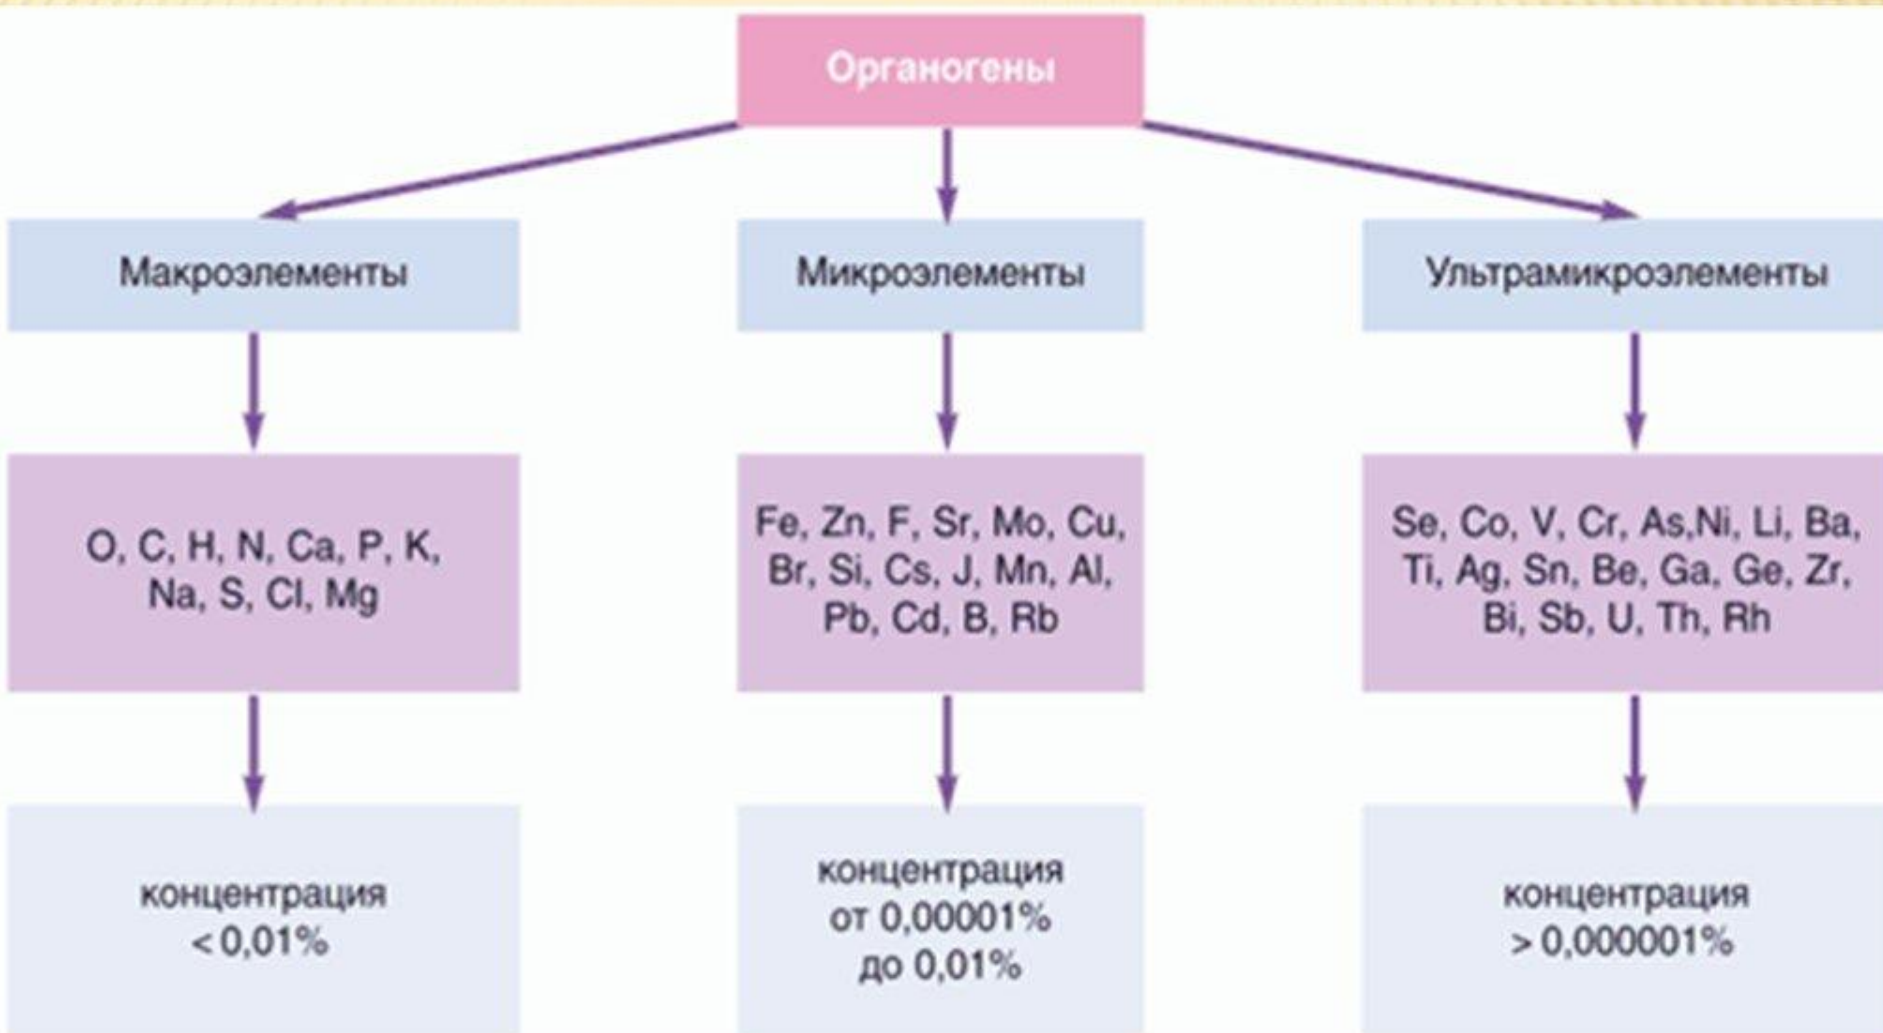 Органогены
Макроэлементы
Микроэлементы
Ультрамикроэлементы
O, C, H, N, Ca, P, K,
Na, S, Cl, Mg
Fe, Zn, F, Sr, Mo, Cu,
Br, Si, Cs, J, Mn, Al,
Pb, Cd, B, Rb
Se, Co, V, Cr, As,Ni, Li, Ba,
Ti, Ag, Sn, Be, Ga, Ge, Zr,
Bi, Sb, U, Th, Rh
концентрация
< 0,01%
концентрация
от 0,00001%
до 0,01%
концентрация
> 0,000001%